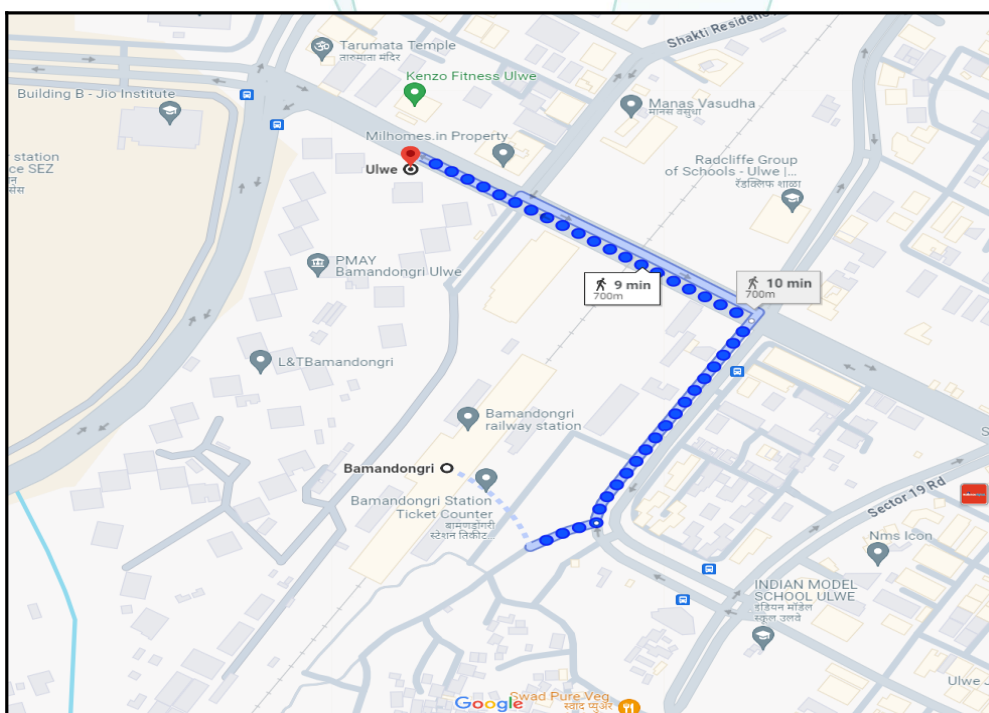 Shakti Residenc
Tarumata Temple
तारुमाता मंदिर
Kenzo Fitness Ulwe
Building B - Jio Institute
Manas Vasudha
मानस वसुधा
Milhomes.in Property
station
ce SEZ
Ulwe
Radcliffe Group
of Schools - Ulwe |...
रॅडक्लिफ शाळा
PMAY
Bamandongri Ulwe
9 min
700m
10 min
700m
L&TBamandongri
Bamandongri
railway station
S
Bamandongri
Bamandongri Station
Ticket Counter
बामणडोंगरी
स्टेशन तिकीट...
Sector 19 Rd
Nms Icon
INDIAN MODEL
SCHOOL ULWE
इंडियन मॉडेल
स्कूल उलवे
Ulwe J
Swad Pure Veg
स्वाद प्युअर
Google